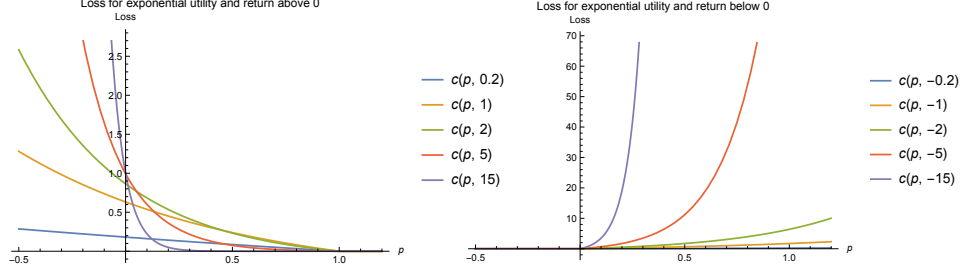 Loss for exponential utility and return above 0
Loss
2.5
2.0
1.5
1.0
0.5
-0.5
0.5
1.0
p
c(p, 0.2)
c(p, 1)
c(p, 2)
c(p, 5)
c(p, 15)
Loss for exponential utility and return below 0
Loss
70
60
50
40
30
20
10
-0.5
0.5
1.0
p
c(p, -0.2)
c(p, -1)
c(p, -2)
c(p, -5)
c(p, -15)